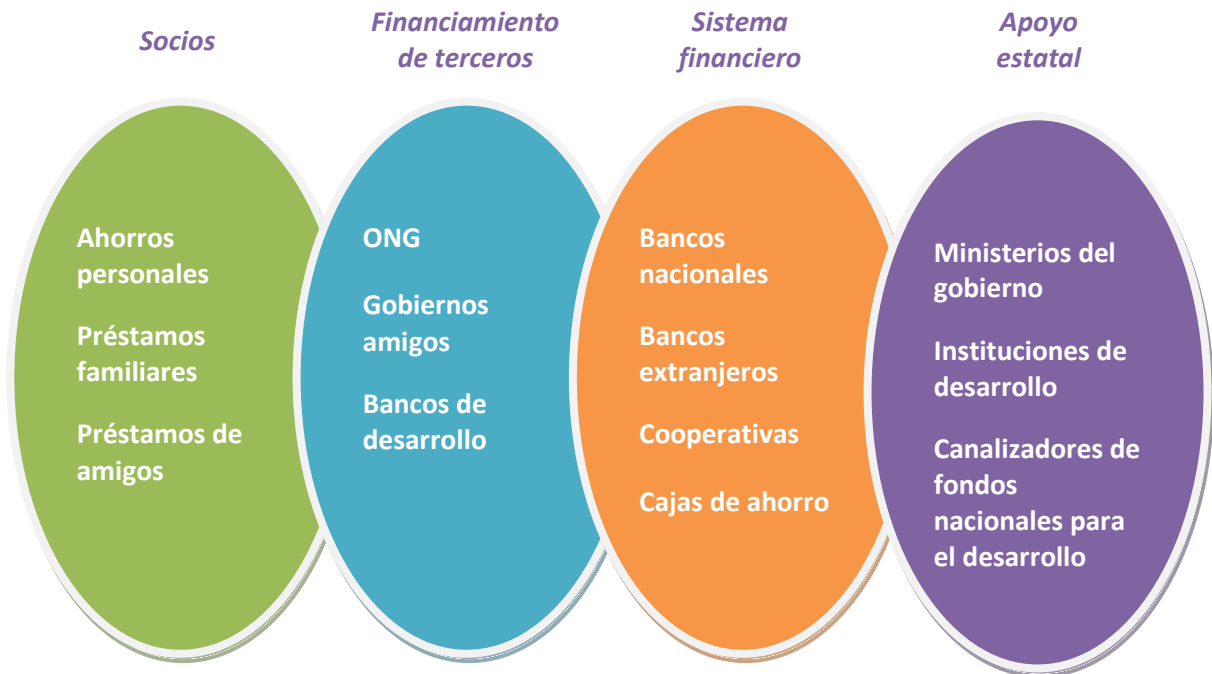 Socios
Financiamiento
de terceros
Sistema
financiero
Apoyo
estatal
Ahorros
personales
Préstamos
familiares
Préstamos de
amigos
ONG
Gobiernos
amigos
Bancos de
desarrollo
Bancos
nacionales
Bancos
extranjeros
Cooperativas
Cajas de ahorro
Ministerios del
gobierno
Instituciones de
desarrollo
Canalizadores de
fondos
nacionales para
el desarrollo